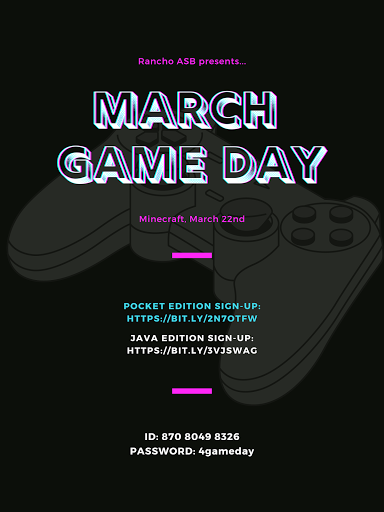 Rancho ASB presents...
MARCH
GAME DAY
Minecraft, March 22nd
POCKET EDITION SIGN-UP:
HTTPS://BIT.LY/2N7OTFW
JAVA EDITION SIGN-UP:
HTTPS://BIT.LY/3VJSWAG
ID: 870 8049 8326
PASSWORD: 4gameday